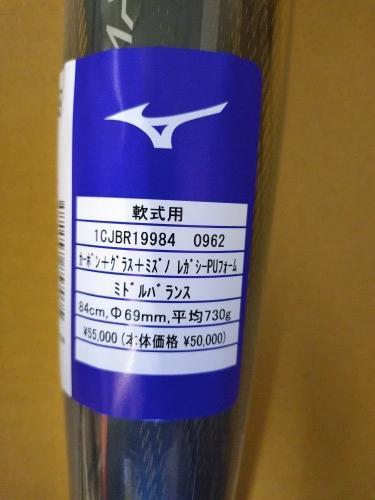 軟式用
1CJBR19984 0962
ｶｰﾎﾞﾝ+ｸﾞﾗｽ+ﾐｽﾞﾉ ﾚｶﾞｼｰPUﾌｫｰﾑ
ﾐﾄﾞﾙﾊﾞﾗﾝｽ
84cm,Φ69mm,平均730g
¥55,000 (本体価格 ¥50,000)